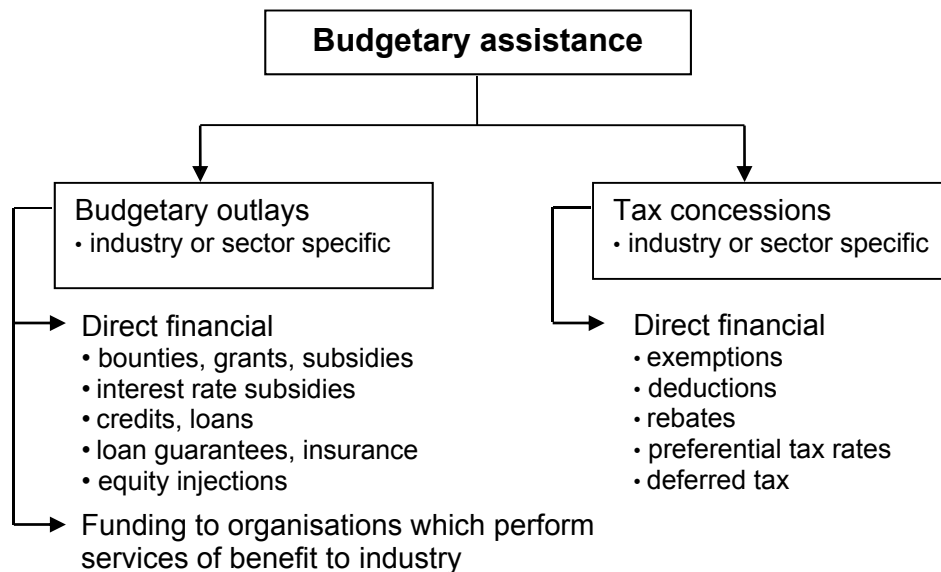 Budgetary assistance
Budgetary outlays
• industry or sector specific
Tax concessions
• industry or sector specific
Direct financial
• bounties, grants, subsidies
• interest rate subsidies
• credits, loans
• loan guarantees, insurance
• equity injections
Funding to organisations which perform
services of benefit to industry
Direct financial
• exemptions
• deductions
• rebates
• preferential tax rates
• deferred tax